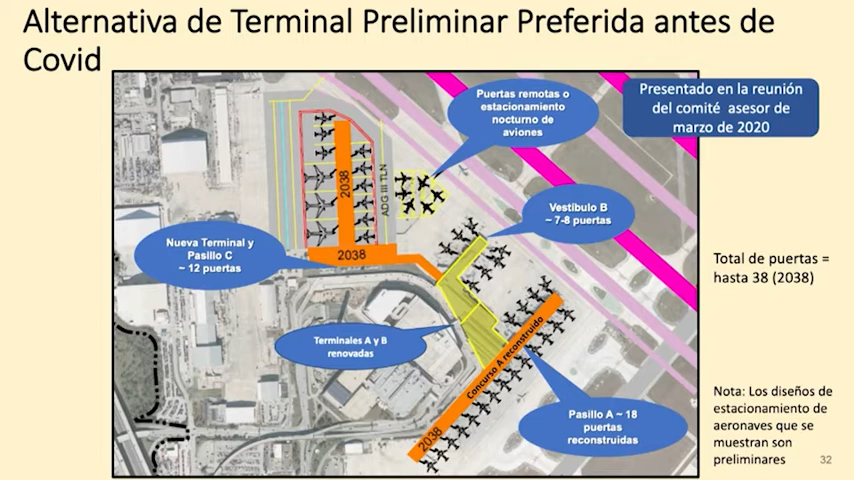 Alternativa de Terminal Preliminar Preferida antes de
Covid
Presentado en la reunión
del comité asesor de
marzo de 2020
Puertas remotas o
estacionamiento
nocturno de
aviones
2038
ADG III TLN
Vestíbulo B
~ 7-8 puertas
Nueva Terminal y
Pasillo C
~ 12 puertas
2038
Total de puertas =
hasta 38 (2038)
Terminales A y B
renovadas
Concurso A reconstruido
2038
Pasillo A ~ 18
puertas
reconstruidas
Nota: Los diseños de
estacionamiento de
aeronaves que se
muestran son
preliminares
32